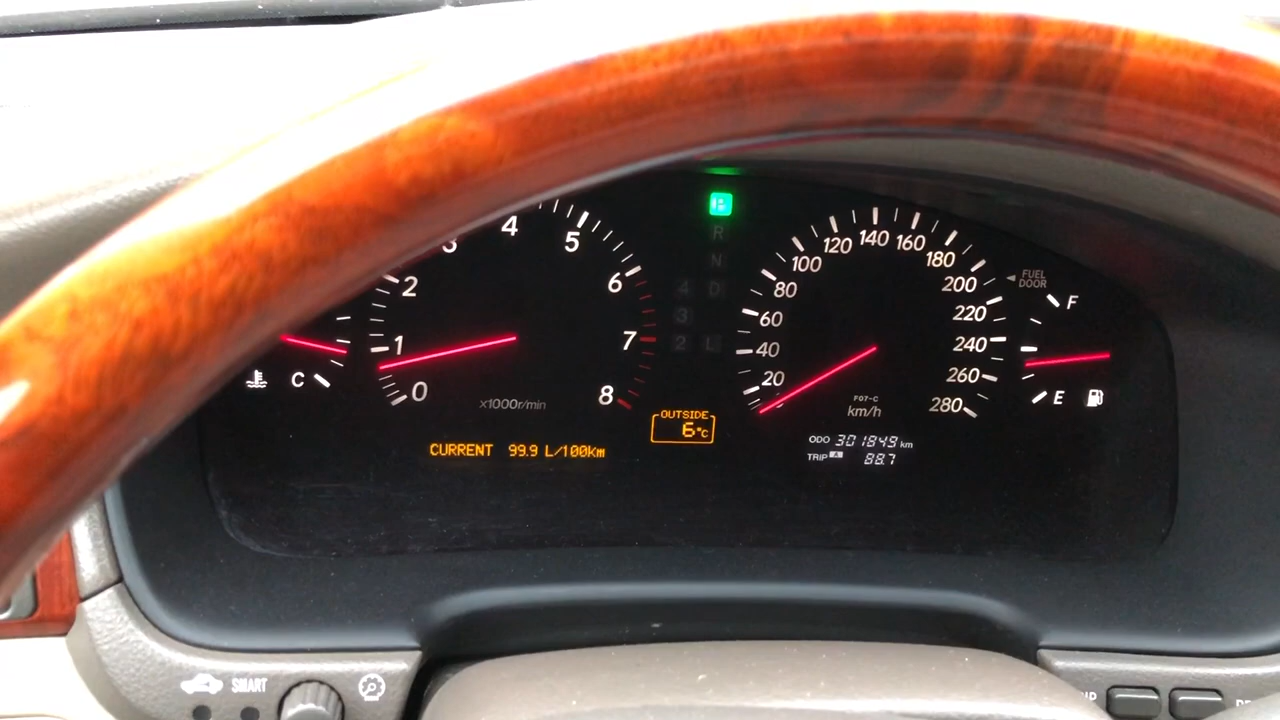 P
R
N
4 D
3
2 L
0
1
2
3
4
5
6
7
8
x1000r/min
C
CURRENT 99.9 L/100km
OUTSIDE
6°C
20
40
60
80
100
120
140
160
180
200
220
240
260
280
F07-C
km/h
ODO 301849 km
TRIP A 88.7
FUEL
DOOR
F
E
SMART